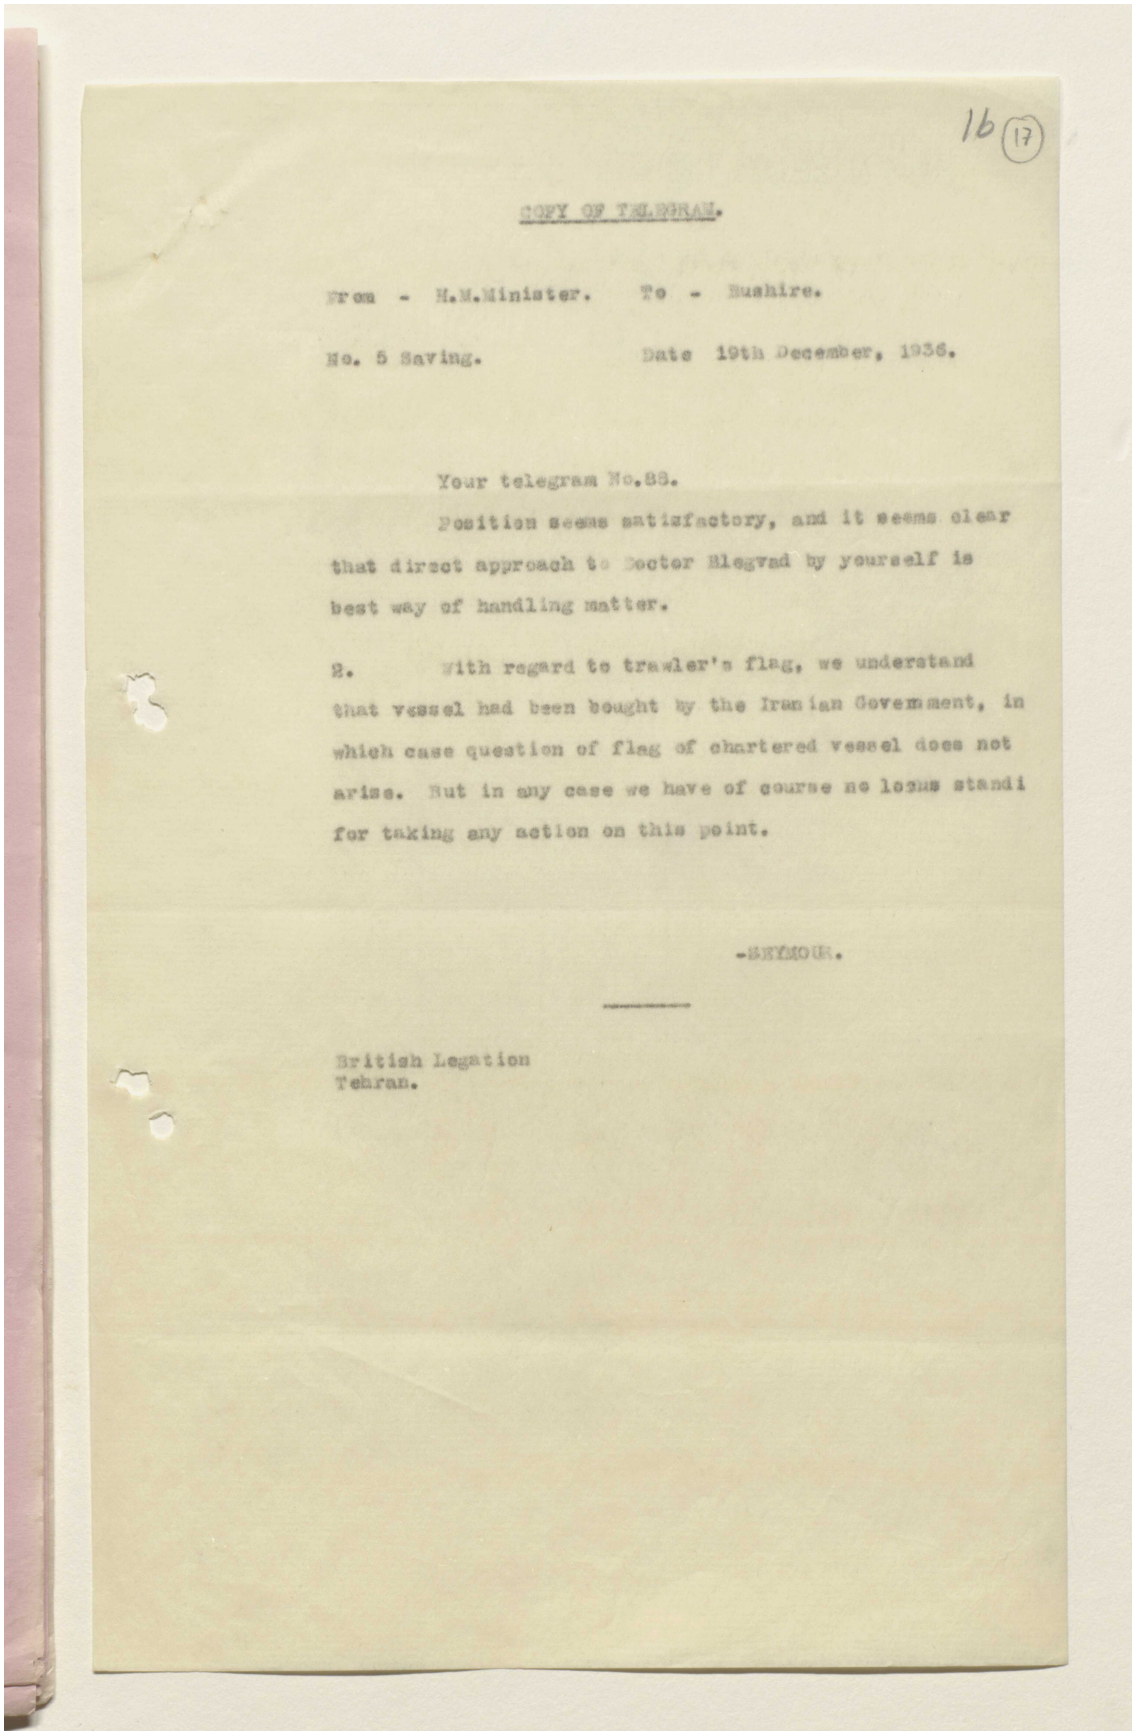 16 17
COPY OF TELEGRAM.
From - H.M.Minister. To - Bushire.
No. 5 Saving. Date 19th December, 1936.
Your telegram No.88.
Position seems satisfactory, and it seems clear
that direct approach to Doctor Blegvad by yourself is
best way of handling matter.
2. With regard to trawler's flag, we understand
that vessel had been bought by the Iranian Government, in
which case question of flag of chartered vessel does not
arise. But in any case we have of course no locus standi
for taking any action on this point.
-SEYMOUR.
British Legation
Tehran.